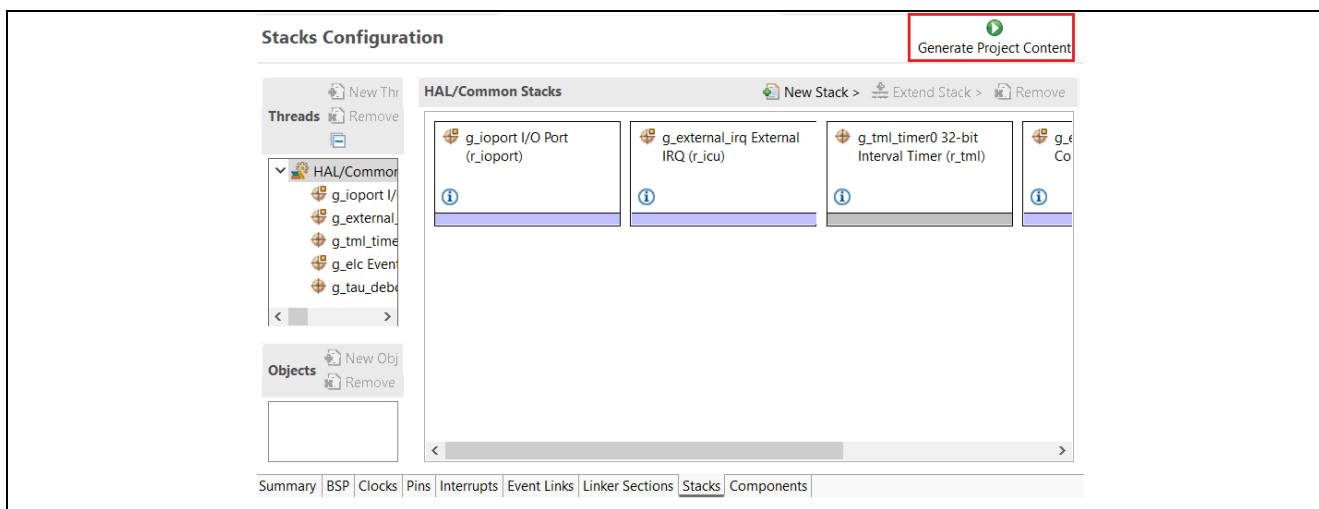 Stacks Configuration
Generate Project Content
New Thr
Threads
Remove
HAL/Common Stacks
New Stack >
Extend Stack >
Remove
HAL/Commor
g_ioport I/
g_external_
g_tml_time
g_elc Event
g_tau_debo
g_ioport I/O Port
(r_ioport)
g_external_irq External
IRQ (r_icu)
g_tml_timer0 32-bit
Interval Timer (r_tml)
g_e
Co
Objects
New Obj
Remove
Summary BSP Clocks Pins Interrupts Event Links Linker Sections Stacks Components